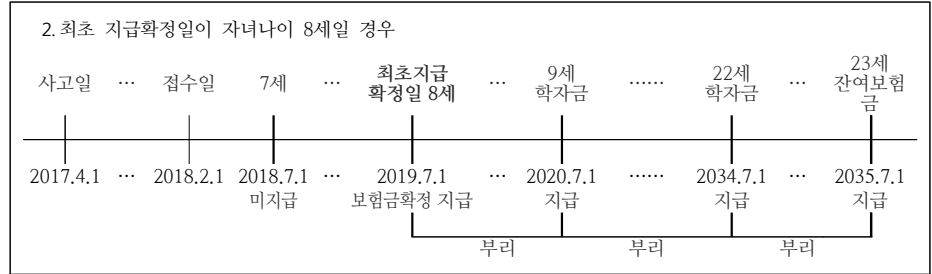 2. 최초 지급확정일이 자녀나이 8세일 경우
사고일 … 접수일 7세 … 최초지급 … 9세 …… 22세 … 23세
확정일 8세 학자금 학자금 잔여보험
금
2017.4.1 … 2018.2.1 2018.7.1 … 2019.7.1 … 2020.7.1 …… 2034.7.1 … 2035.7.1
미지급 보험금확정 지급 지급 지급 지급
부리 부리 부리